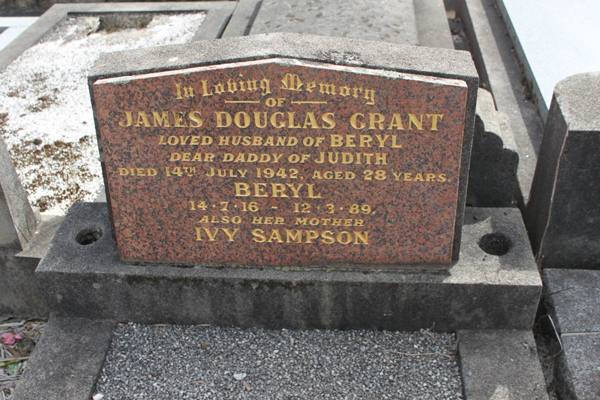 In Loving Memory
OF
JAMES DOUGLAS GRANT
LOVED HUSBAND OF BERYL
DEAR DADDY OF JUDITH
DIED 14TH JULY 1942, AGED 28 YEARS.
BERYL
14·7·16 - 12·3·89.
ALSO HER MOTHER
IVY SAMPSON